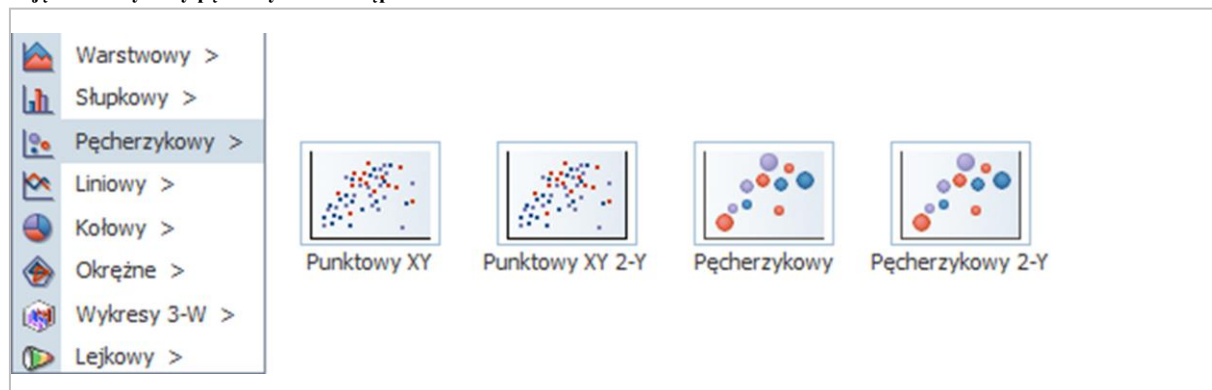 Warstwowy >
Słupkowy >
Pęcherzykowy >
Liniowy >
Kołowy >
Okrężne >
Wykresy 3-W >
Lejkowy >
Punktowy XY
Punktowy XY 2-Y
Pęcherzykowy
Pęcherzykowy 2-Y